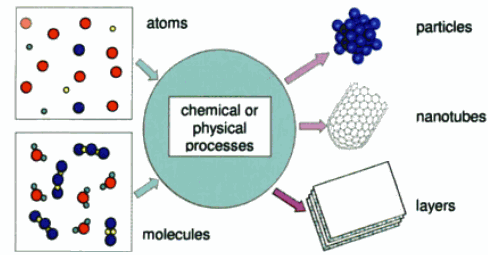 atoms
molecules
chemical or
physical
processes
particles
nanotubes
layers